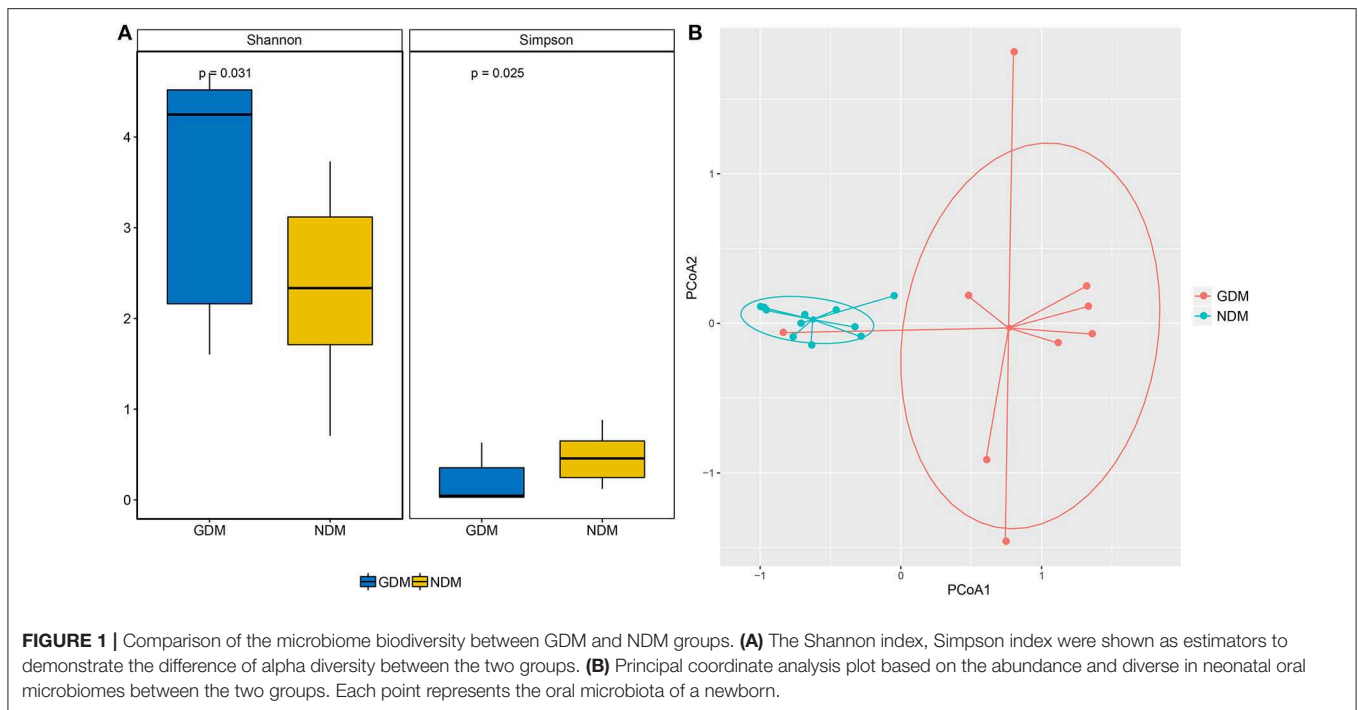 A
B
Shannon
Simpson
p = 0.031
p = 0.025
4
3
2
1
0
GDM
NDM
GDM
NDM
GDM NDM
PCoA2
1
0
−1
−1
0
1
PCoA1
GDM
NDM
FIGURE 1 | Comparison of the microbiome biodiversity between GDM and NDM groups. (A) The Shannon index, Simpson index were shown as estimators to
demonstrate the difference of alpha diversity between the two groups. (B) Principal coordinate analysis plot based on the abundance and diverse in neonatal oral
microbiomes between the two groups. Each point represents the oral microbiota of a newborn.